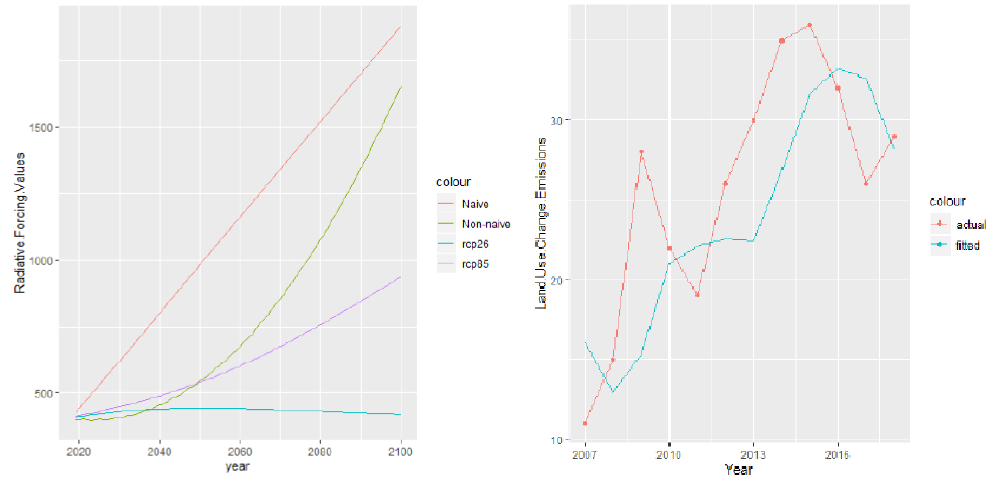 Radiative.Forcing.Values
1500
1000
500
2020
2040
2060
2080
2100
year
colour
Naive
Non-naive
rcp26
rcp85
Land.Use.Change.Emissions
30
20
10
2007
2010
2013
2016
Year
colour
actual
fitted